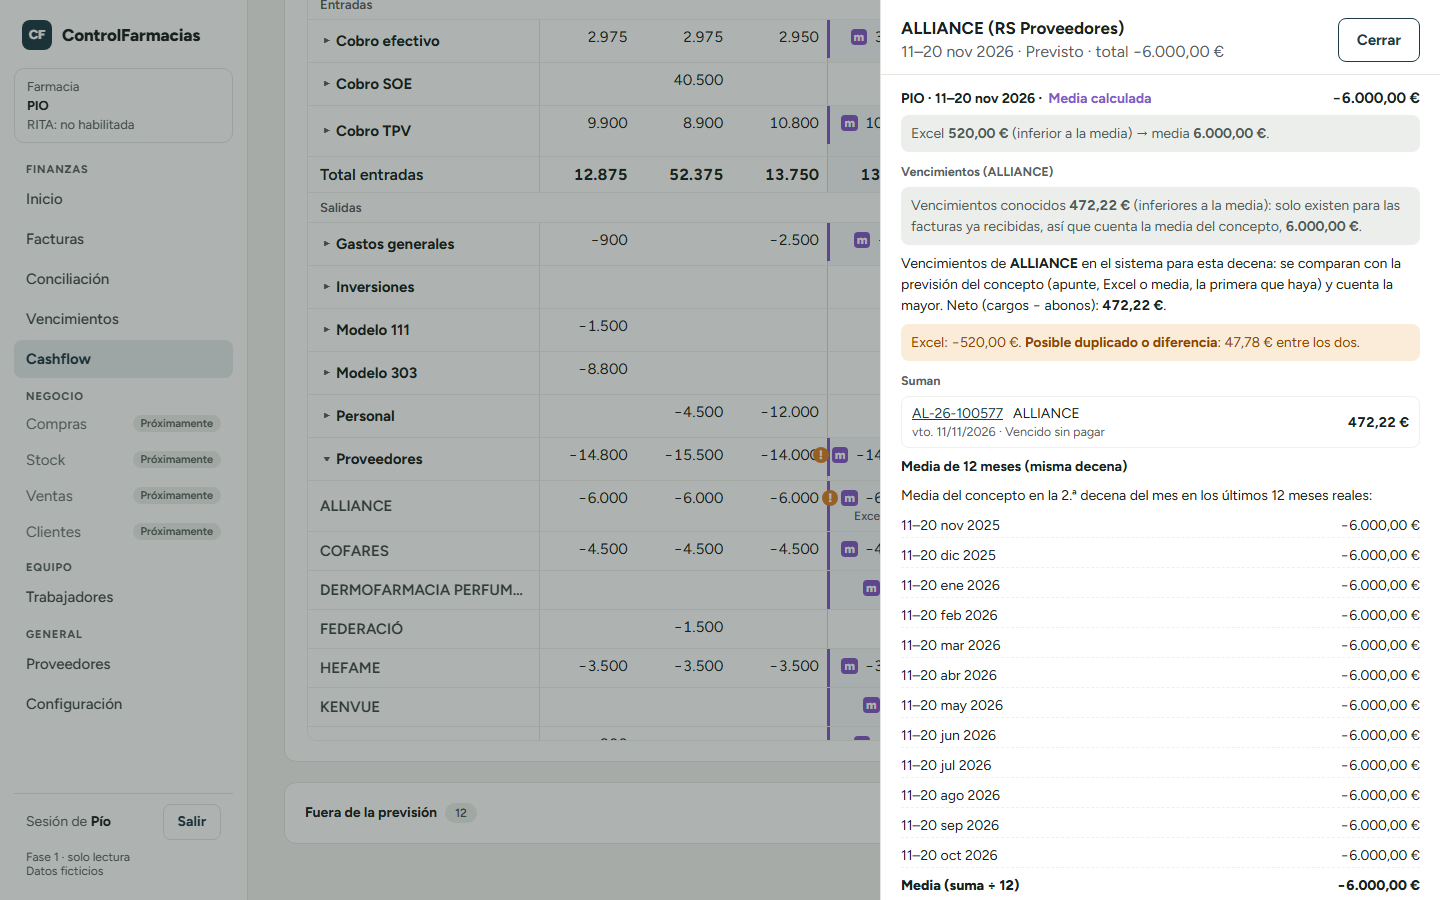 CF ControlFarmacias
Farmacia
PIO
RITA: no habilitada
FINANZAS
Inicio
Facturas
Conciliación
Vencimientos
Cashflow
NEGOCIO
Compras Próximamente
Stock Próximamente
Ventas Próximamente
Clientes Próximamente
EQUIPO
Trabajadores
GENERAL
Proveedores
Configuración
Sesión de Pío Salir
Fase 1 · solo lectura
Datos ficticios
Entradas
Cobro efectivo 2.975 2.975 2.950 m
Cobro SOE 40.500
Cobro TPV 9.900 8.900 10.800 m 10
Total entradas 12.875 52.375 13.750 13
Salidas
Gastos generales −900 −2.500 m
Inversiones
Modelo 111 −1.500
Modelo 303 −8.800
Personal −4.500 −12.000
Proveedores −14.800 −15.500 −14.000 ! m −14
ALLIANCE −6.000 −6.000 −6.000 ! m −6
Exce
COFARES −4.500 −4.500 −4.500 m −4
DERMOFARMACIA PERFUM... m
FEDERACIÓ −1.500
HEFAME −3.500 −3.500 −3.500 m −3
KENVUE m
Fuera de la previsión 12
ALLIANCE (RS Proveedores)
11–20 nov 2026 · Previsto · total −6.000,00 €
Cerrar
PIO · 11–20 nov 2026 · Media calculada −6.000,00 €
Excel 520,00 € (inferior a la media) → media 6.000,00 €.
Vencimientos (ALLIANCE)
Vencimientos conocidos 472,22 € (inferiores a la media): solo existen para las
facturas ya recibidas, así que cuenta la media del concepto, 6.000,00 €.
Vencimientos de ALLIANCE en el sistema para esta decena: se comparan con la
previsión del concepto (apunte, Excel o media, la primera que haya) y cuenta la
mayor. Neto (cargos − abonos): 472,22 €.
Excel: −520,00 €. Posible duplicado o diferencia: 47,78 € entre los dos.
Suman
AL-26-100577 ALLIANCE
vto. 11/11/2026 · Vencido sin pagar
472,22 €
Media de 12 meses (misma decena)
Media del concepto en la 2.ª decena del mes en los últimos 12 meses reales:
11–20 nov 2025 −6.000,00 €
11–20 dic 2025 −6.000,00 €
11–20 ene 2026 −6.000,00 €
11–20 feb 2026 −6.000,00 €
11–20 mar 2026 −6.000,00 €
11–20 abr 2026 −6.000,00 €
11–20 may 2026 −6.000,00 €
11–20 jun 2026 −6.000,00 €
11–20 jul 2026 −6.000,00 €
11–20 ago 2026 −6.000,00 €
11–20 sep 2026 −6.000,00 €
11–20 oct 2026 −6.000,00 €
Media (suma ÷ 12) −6.000,00 €